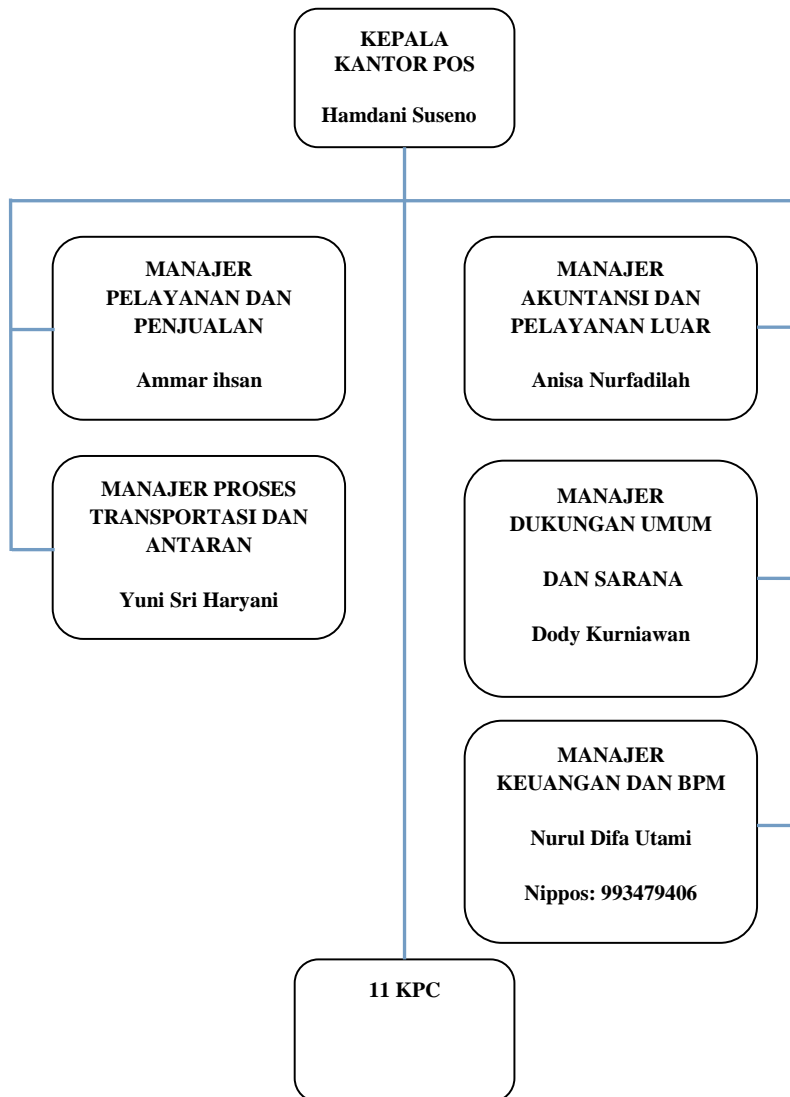 KEPALA
KANTOR POS
Hamdani Suseno
MANAJER
PELAYANAN DAN
PENJUALAN
Ammar ihsan
MANAJER
AKUNTANSI DAN
PELAYANAN LUAR
Anisa Nurfadilah
MANAJER PROSES
TRANSPORTASI DAN
ANTARAN
Yuni Sri Haryani
MANAJER
DUKUNGAN UMUM
DAN SARANA
Dody Kurniawan
MANAJER
KEUANGAN DAN BPM
Nurul Difa Utami
Nippos: 993479406
11 KPC